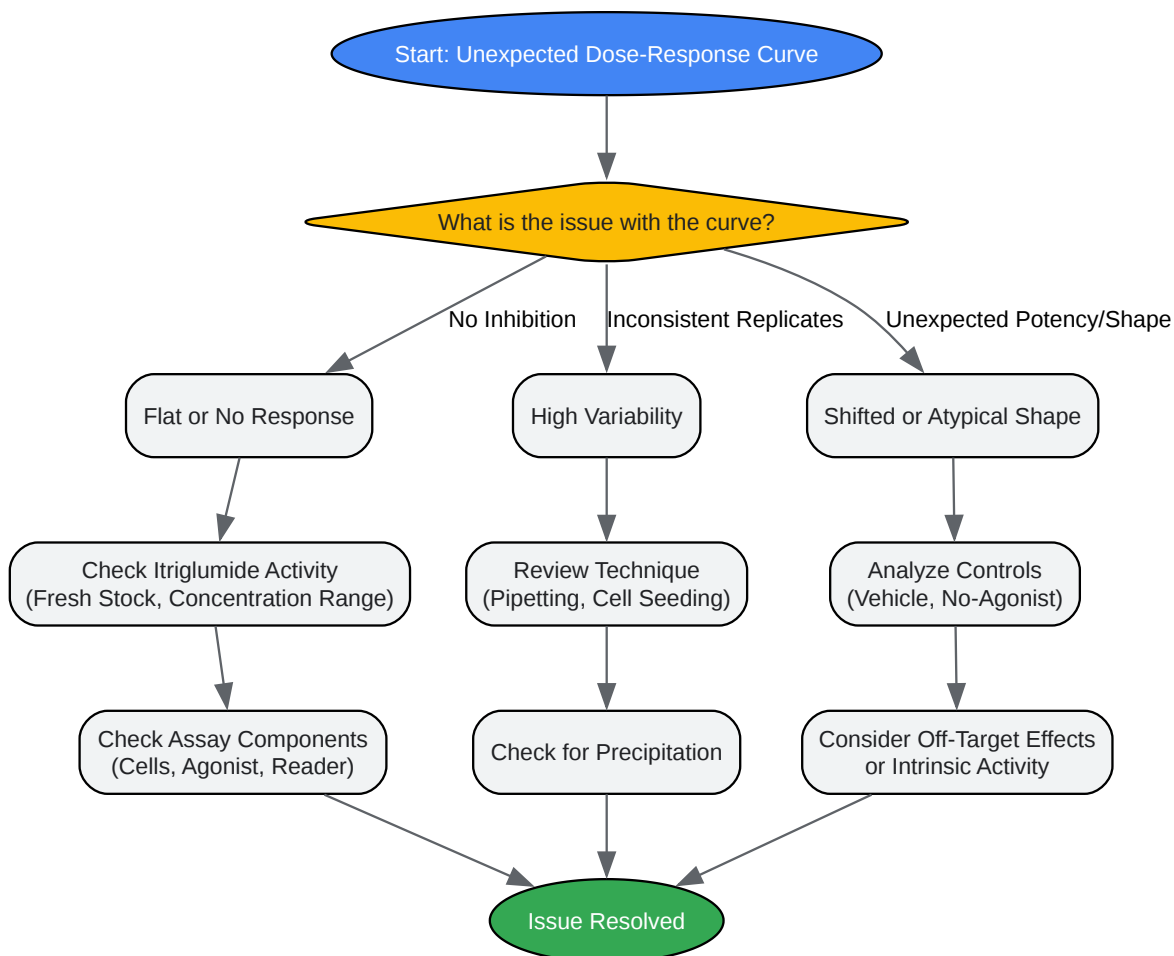 Start: Unexpected Dose-Response Curve
What is the issue with the curve?
No Inhibition
Inconsistent Replicates
Unexpected Potency/Shape
Flat or No Response
High Variability
Shifted or Atypical Shape
Check Itriglumide Activity
(Fresh Stock, Concentration Range)
Review Technique
(Pipetting, Cell Seeding)
Analyze Controls
(Vehicle, No-Agonist)
Check Assay Components
(Cells, Agonist, Reader)
Check for Precipitation
Consider Off-Target Effects
or Intrinsic Activity
Issue Resolved